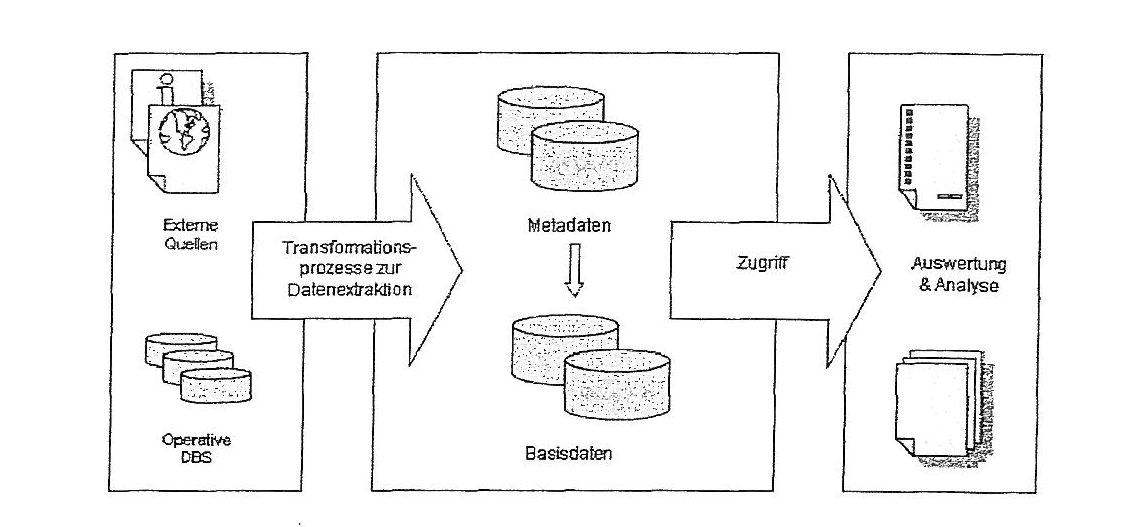 Externe
Quellen
Operative
DBS
Transformations-
prozesse zur
Datenextraktion
Metadaten
Basisdaten
Zugriff
Auswertung
& Analyse